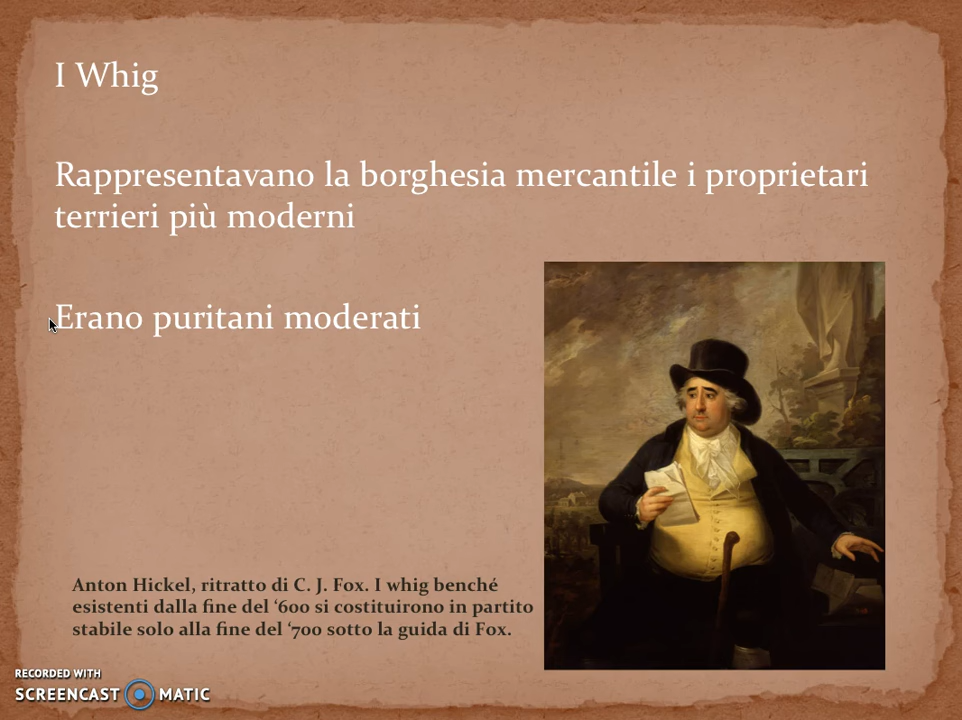 I Whig
Rappresentavano la borghesia mercantile i proprietari
terrieri più moderni
Erano puritani moderati
Anton Hickel, ritratto di C. J. Fox. I whig benché
esistenti dalla fine del ‘600 si costituirono in partito
stabile solo alla fine del ‘700 sotto la guida di Fox.
RECORDED WITH
SCREENCAST MATIC